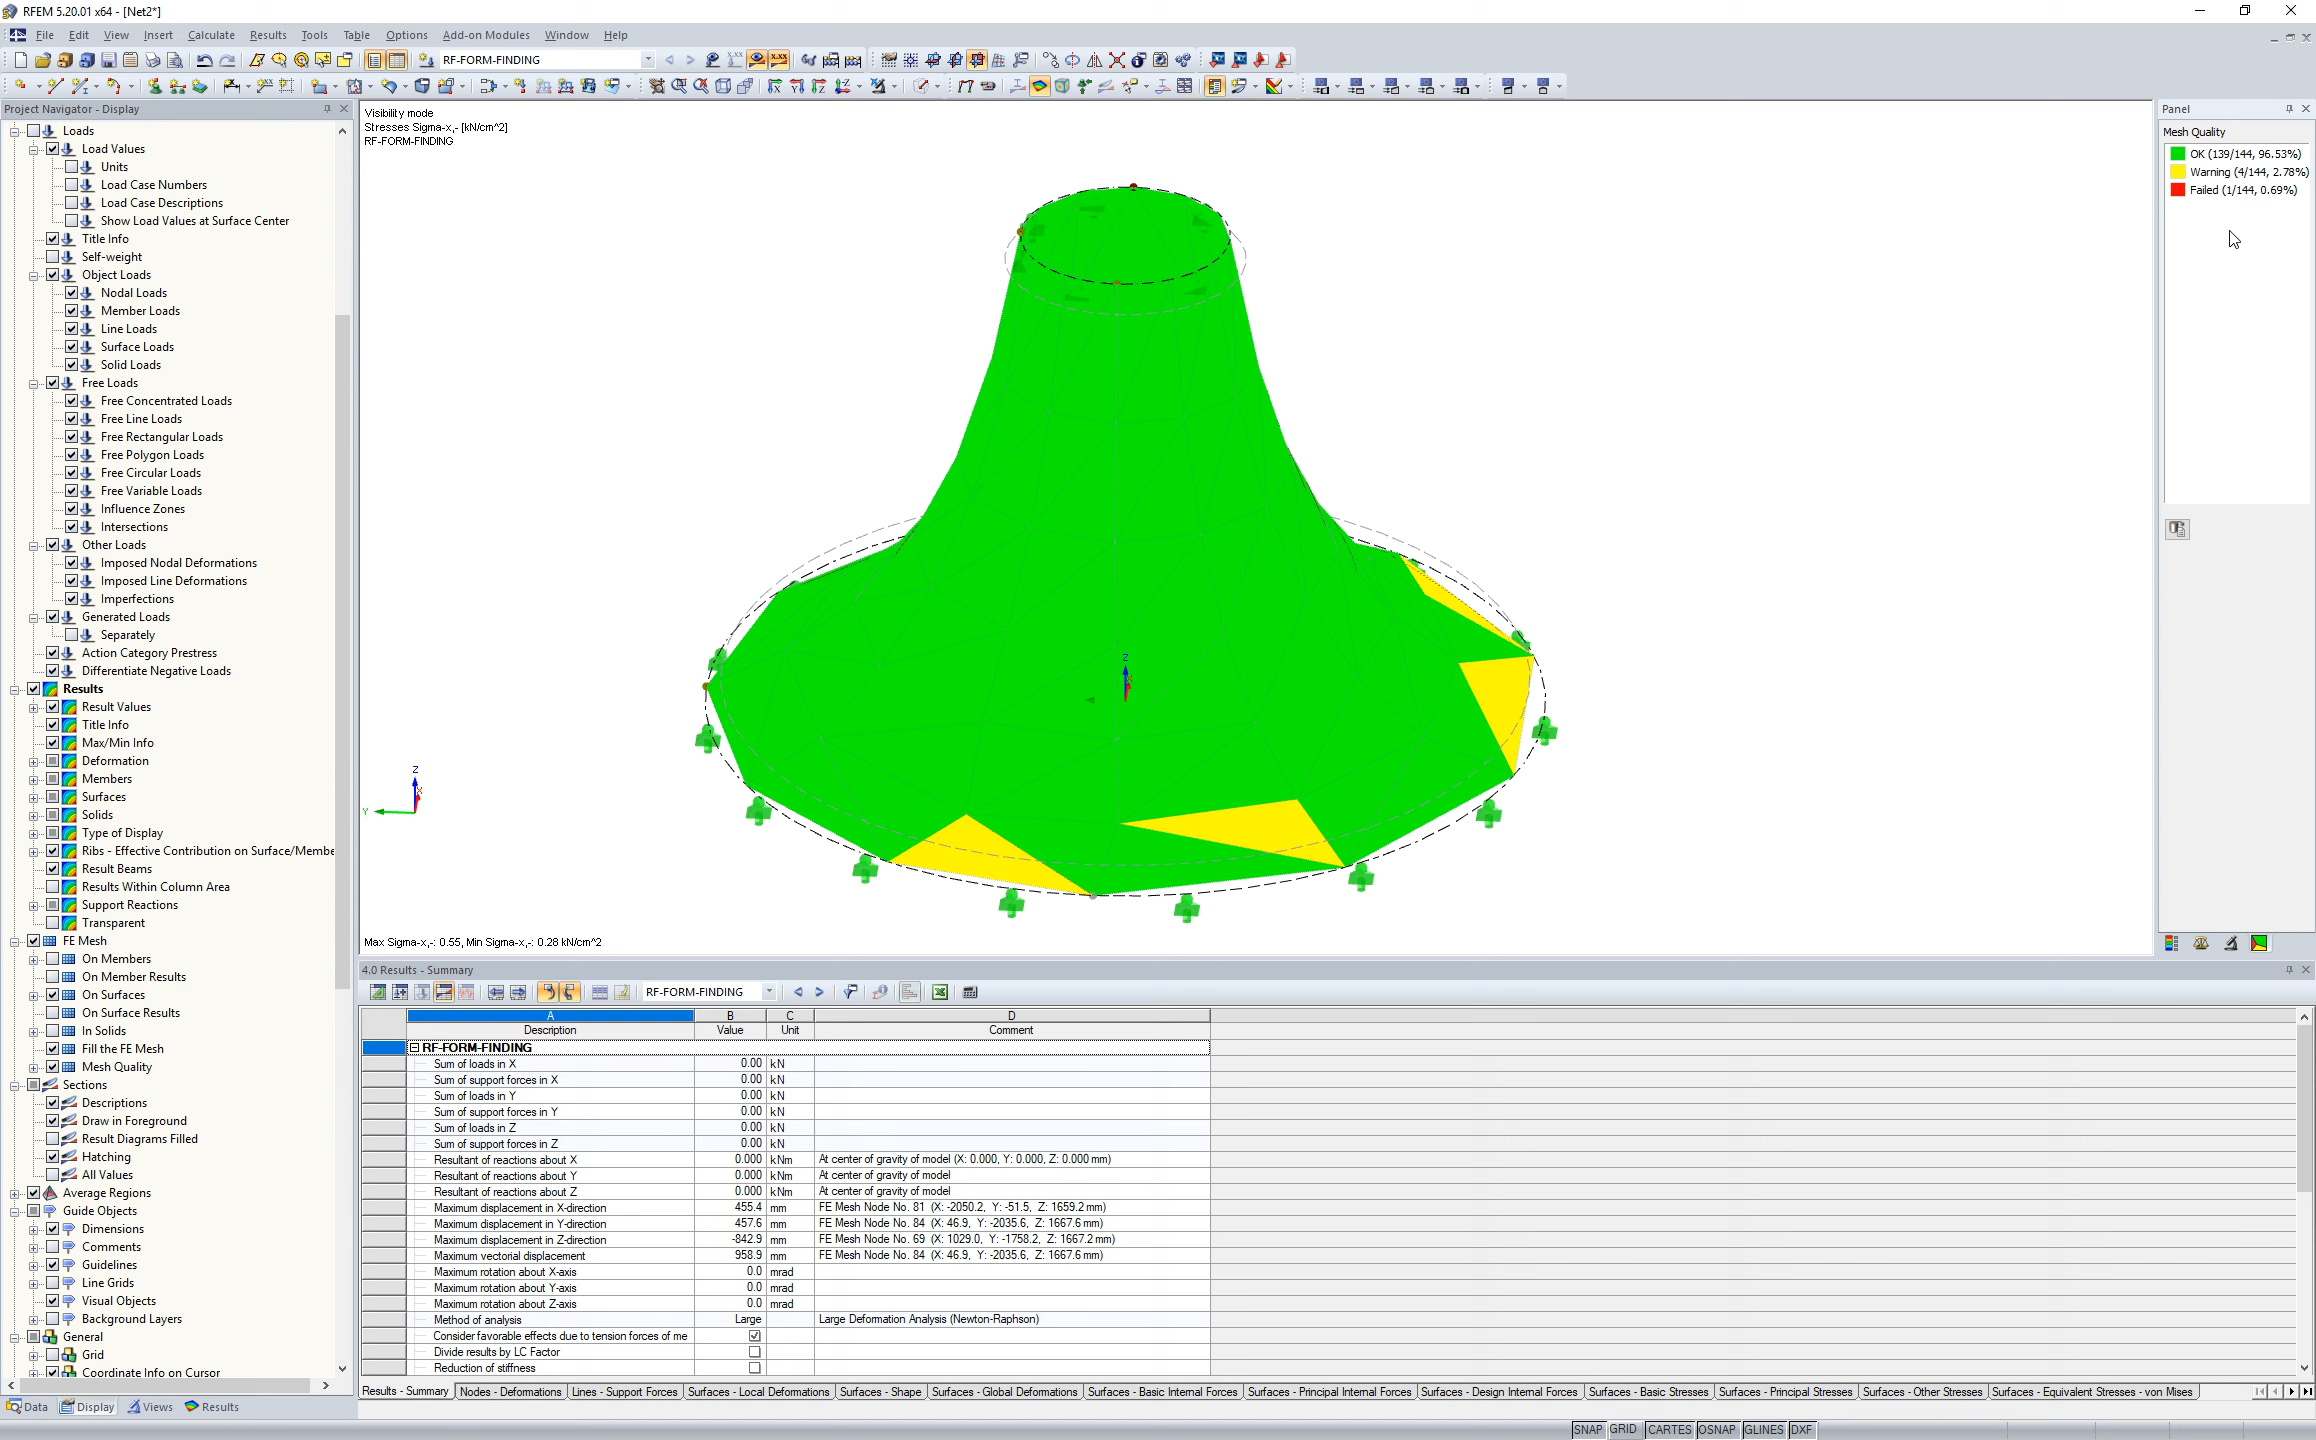 RFEM 5.20.01 x64 - [Net2*]
File Edit View Insert Calculate Results Tools Table Options Add-on Modules Window Help
RF-FORM-FINDING
Project Navigator - Display
Loads
Load Values
Units
Load Case Numbers
Load Case Descriptions
Show Load Values at Surface Center
Title Info
Self-weight
Object Loads
Nodal Loads
Member Loads
Line Loads
Surface Loads
Solid Loads
Free Loads
Free Concentrated Loads
Free Line Loads
Free Rectangular Loads
Free Polygon Loads
Free Circular Loads
Free Variable Loads
Influence Zones
Intersections
Other Loads
Imposed Nodal Deformations
Imposed Line Deformations
Imperfections
Generated Loads
Separately
Action Category Prestress
Differentiate Negative Loads
Results
Result Values
Title Info
Max/Min Info
Deformation
Members
Surfaces
Solids
Type of Display
Ribs - Effective Contribution on Surface/Membe
Result Beams
Results Within Column Area
Support Reactions
Transparent
FE Mesh
On Members
On Member Results
On Surfaces
On Surface Results
In Solids
Fill the FE Mesh
Mesh Quality
Sections
Descriptions
Draw in Foreground
Result Diagrams Filled
Hatching
All Values
Average Regions
Guide Objects
Dimensions
Comments
Guidelines
Line Grids
Visual Objects
Background Layers
General
Grid
Coordinate Info on Cursor
Data Display Views Results
Visibility mode
Stresses Sigma-x,- [kN/cm^2]
RF-FORM-FINDING
Z
Z
Y
Max Sigma-x,-: 0.55, Min Sigma-x,-: 0.28 kN/cm^2
Panel
Mesh Quality
OK (139/144, 96.53%)
Warning (4/144, 2.78%)
Failed (1/144, 0.69%)
4.0 Results - Summary
RF-FORM-FINDING
A B C D
Description Value Unit Comment
RF-FORM-FINDING
Sum of loads in X 0.00 kN
Sum of support forces in X 0.00 kN
Sum of loads in Y 0.00 kN
Sum of support forces in Y 0.00 kN
Sum of loads in Z 0.00 kN
Sum of support forces in Z 0.00 kN
Resultant of reactions about X 0.000 kNm At center of gravity of model (X: 0.000, Y: 0.000, Z: 0.000 mm)
Resultant of reactions about Y 0.000 kNm At center of gravity of model
Resultant of reactions about Z 0.000 kNm At center of gravity of model
Maximum displacement in X-direction 455.4 mm FE Mesh Node No. 81 (X: -2050.2, Y: -51.5, Z: 1659.2 mm)
Maximum displacement in Y-direction 457.6 mm FE Mesh Node No. 84 (X: 46.9, Y: -2035.6, Z: 1667.6 mm)
Maximum displacement in Z-direction -842.9 mm FE Mesh Node No. 69 (X: 1029.0, Y: -1758.2, Z: 1667.2 mm)
Maximum vectorial displacement 958.9 mm FE Mesh Node No. 84 (X: 46.9, Y: -2035.6, Z: 1667.6 mm)
Maximum rotation about X-axis 0.0 mrad
Maximum rotation about Y-axis 0.0 mrad
Maximum rotation about Z-axis 0.0 mrad
Method of analysis Large Large Deformation Analysis (Newton-Raphson)
Consider favorable effects due to tension forces of me
Divide results by LC Factor
Reduction of stiffness
Results - Summary Nodes - Deformations Lines - Support Forces Surfaces - Local Deformations Surfaces - Shape Surfaces - Global Deformations Surfaces - Basic Internal Forces Surfaces - Principal Internal Forces Surfaces - Design Internal Forces Surfaces - Basic Stresses Surfaces - Principal Stresses Surfaces - Other Stresses Surfaces - Equivalent Stresses - von Mises
SNAP GRID CARTES OSNAP GLINES DXF